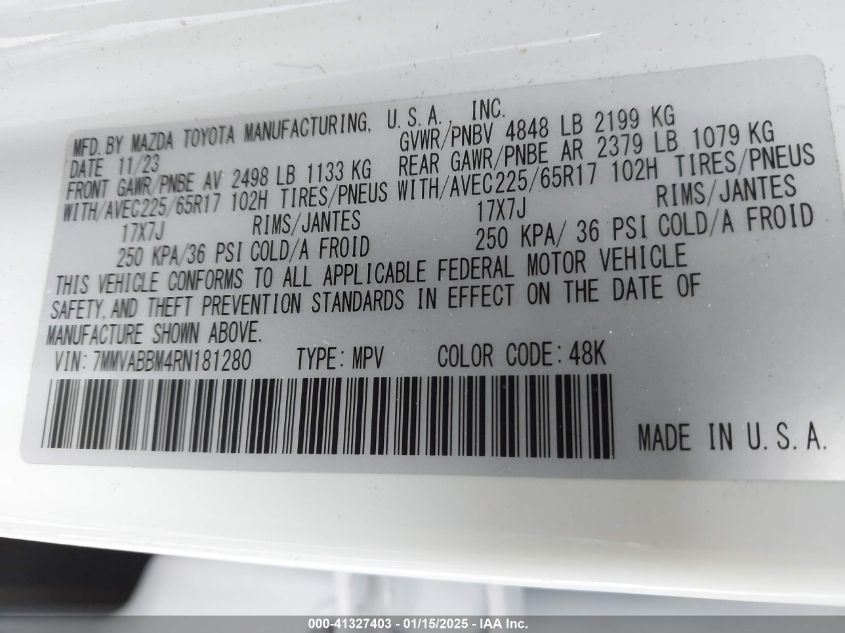 MFD. BY MAZDA TOYOTA MANUFACTURING, U.S.A., INC.
DATE 11/23 GVWR/PNBV 4848 LB 2199 KG
FRONT GAWR/PNBE AV 2498 LB 1133 KG REAR GAWR/PNBE AR 2379 LB 1079 KG
WITH/AVEC225/65R17 102H TIRES/PNEUS WITH/AVEC225/65R17 102H TIRES/PNEUS
17X7J RIMS/JANTES 17X7J RIMS/JANTES
250 KPA/36 PSI COLD/A FROID 250 KPA/ 36 PSI COLD/A FROID
THIS VEHICLE CONFORMS TO ALL APPLICABLE FEDERAL MOTOR VEHICLE
SAFETY,AND THEFT PREVENTION STANDARDS IN EFFECT ON THE DATE OF
MANUFACTURE SHOWN ABOVE.
VIN:7MMVABBM4RN181280 TYPE:MPV COLOR CODE:48K
MADE IN U.S.A.
000-41327403 - 01/15/2025 - IAA Inc.